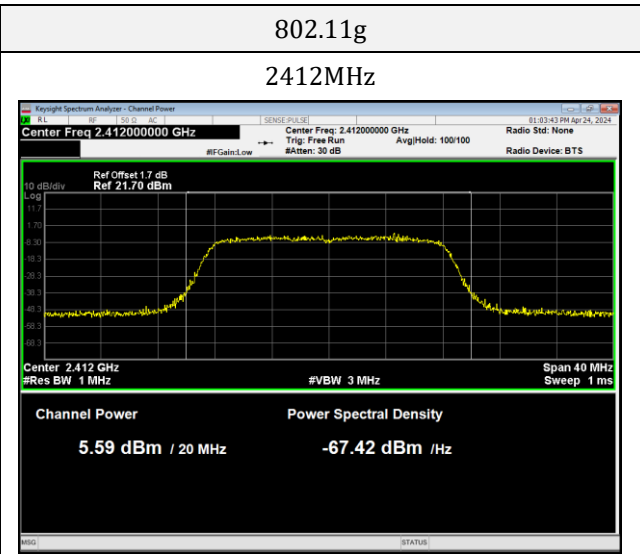 802.11g
2412MHz
Keysight Spectrum Analyzer - Channel Power
RL RF 50 Ω AC SENSE:PULSE 01:03:43 PM Apr 24, 2024
Center Freq 2.412000000 GHz Center Freq: 2.412000000 GHz Radio Std: None
Trig: Free Run Avg|Hold: 100/100
#IFGain:Low #Atten: 30 dB Radio Device: BTS
Ref Offset 1.7 dB
10 dB/div Ref 21.70 dBm
Log
11.7
1.70
-8.30
-18.3
-28.3
-38.3
-48.3
-58.3
-68.3
Center 2.412 GHz Span 40 MHz
#Res BW 1 MHz #VBW 3 MHz Sweep 1 ms
Channel Power Power Spectral Density
5.59 dBm / 20 MHz -67.42 dBm /Hz
MSG STATUS